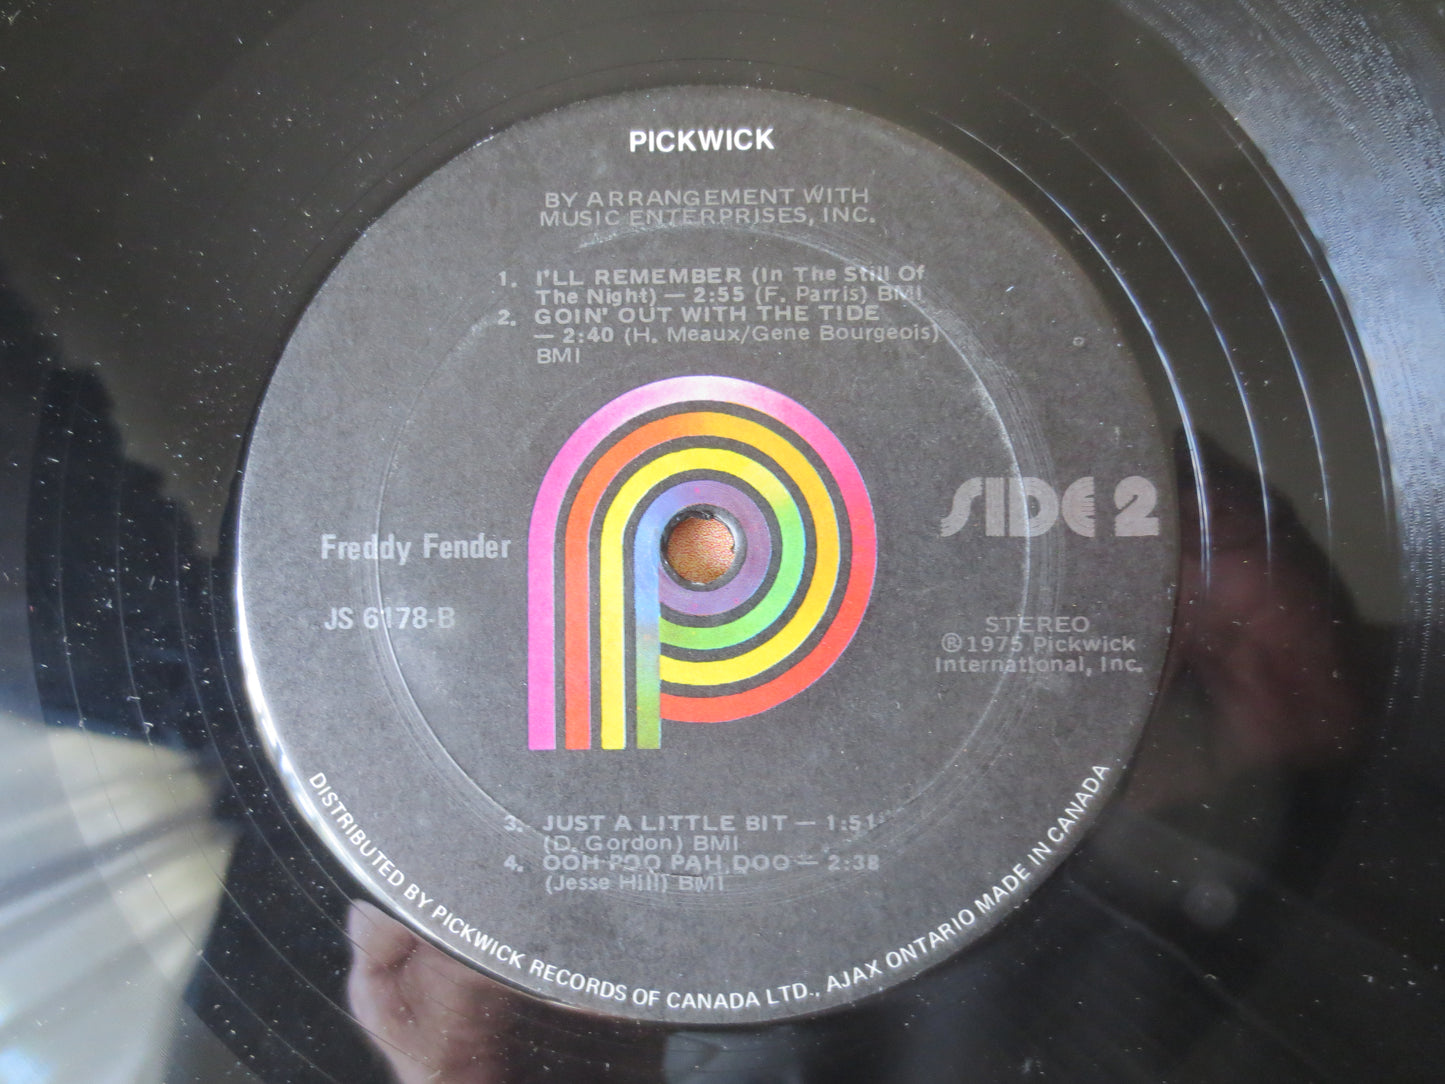 PICKWICK
BY ARRANGEMENT WITH
MUSIC ENTERPRISES, INC.
1. I'LL REMEMBER (In The Still Of
The Night) — 2:55 (F. Parris) BMI
2. GOIN' OUT WITH THE TIDE
— 2:40 (H. Meaux/Gene Bourgeois)
BMI
SIDE 2
Freddy Fender
JS 6178-B
STEREO
Ⓡ1975 Pickwick
International, Inc.
3. JUST A LITTLE BIT — 1:51
(D. Gordon) BMI
4. OOH POO PAH DOO — 2:38
(Jesse Hill) BMI
DISTRIBUTED BY PICKWICK RECORDS OF CANADA LTD., AJAX ONTARIO MADE IN CANADA